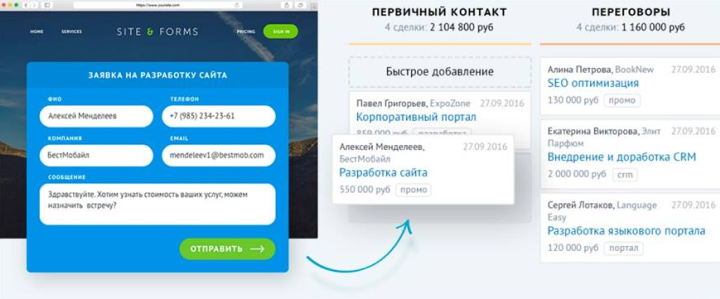 https://www.yoursite.com
HOME
SERVICES
SITE & FORMS
PRICING
SIGN IN
ЗАЯВКА НА РАЗРАБОТКУ САЙТА
ФИО
ТЕЛЕФОН
Алексей Менделеев
+7 (985) 234-23-61
КОМПАНИЯ
EMAIL
БестМобайл
mendeleev1@bestmob.com
СООБЩЕНИЕ
Здравствуйте. Хотим узнать стоимость ваших услуг, можем
назначить встречу?
ОТПРАВИТЬ
ПЕРВИЧНЫЙ КОНТАКТ
4 сделки: 2 104 800 руб
Быстрое добавление
Павел Григорьев, ExpoZone 27.09.2016
Корпоративный портал
859 000 руб разработка
Алексей Менделеев, 27.09.2016
БестМобайл
Разработка сайта
550 000 руб промо
ПЕРЕГОВОРЫ
4 сделки: 1 160 000 руб
Алина Петрова, BookNew 27.09.2016
SEO оптимизация
130 000 руб промо
Екатерина Викторова, Элит 27.09.2016
Парфюм
Внедрение и доработка CRM
2 000 000 руб crm
Сергей Лотаков, Language 27.09.2016
Easy
Разработка языкового портала
120 000 руб портал